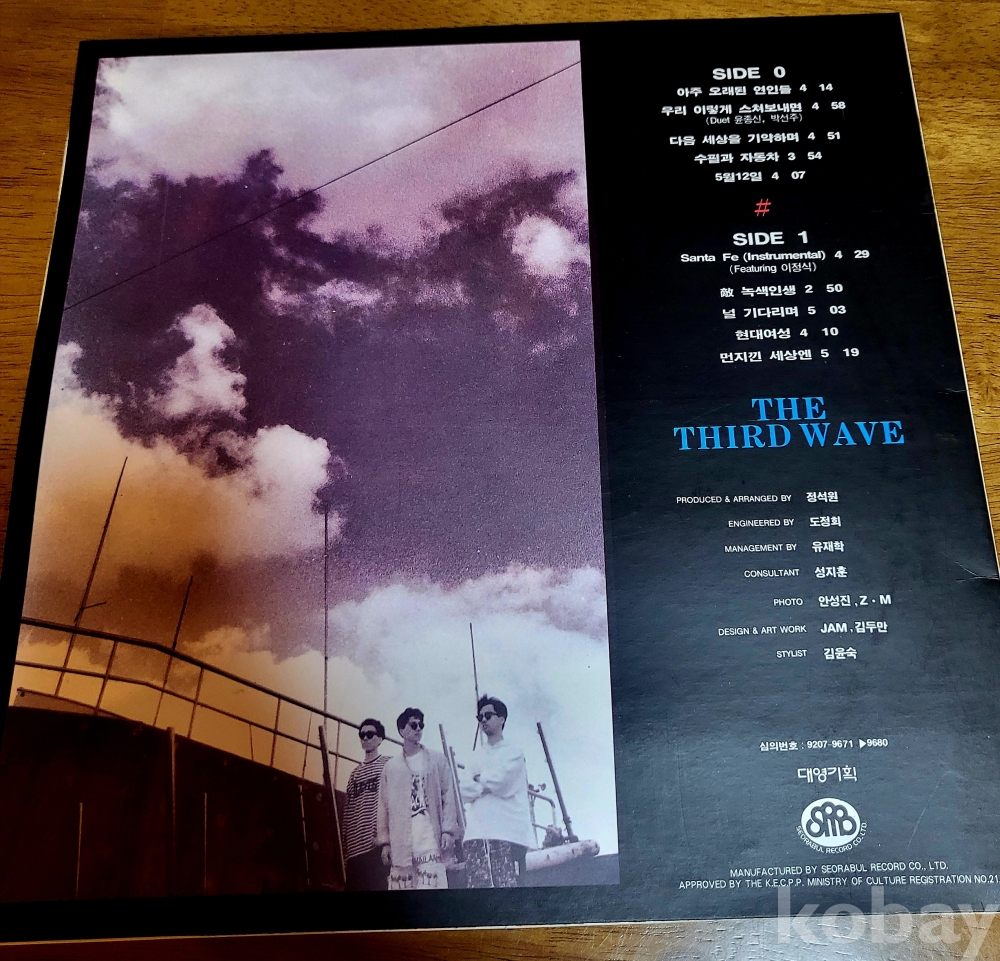 SIDE 0
아주 오래된 연인들 4 14
우리 이렇게 스쳐보내면 4 58
(Duet 윤종신, 박선주)
다음 세상을 기약하며 4 51
수필과 자동차 3 54
5월12일 4 07
#
SIDE 1
Santa Fe (Instrumental) 4 29
(Featuring 이정식)
敵 녹색인생 2 50
널 기다리며 5 03
현대여성 4 10
먼지낀 세상엔 5 19
THE
THIRD WAVE
PRODUCED & ARRANGED BY 정석원
ENGINEERED BY 도정회
MANAGEMENT BY 유재학
CONSULTANT 성지훈
PHOTO 안성진, Z · M
DESIGN & ART WORK JAM, 김두만
STYLIST 김윤숙
심의번호 : 9207-9671 ▶9680
대영기획
SRB
SEORABUL RECORD CO., LTD.
MANUFACTURED BY SEORABUL RECORD CO., LTD.
APPROVED BY THE K.E.C.P.P. MINISTRY OF CULTURE REGISTRATION NO.21.
kobay